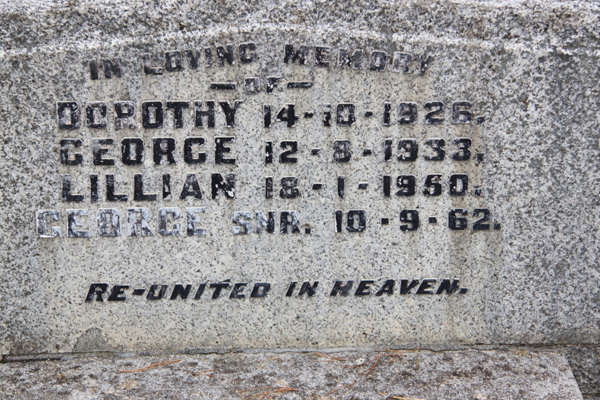 IN LOVING MEMORY
— OF —
DOROTHY 14-10-1926.
GEORGE 12-8-1933.
LILLIAN 18-1-1950.
GEORGE SNR. 10-9-62.
RE-UNITED IN HEAVEN.